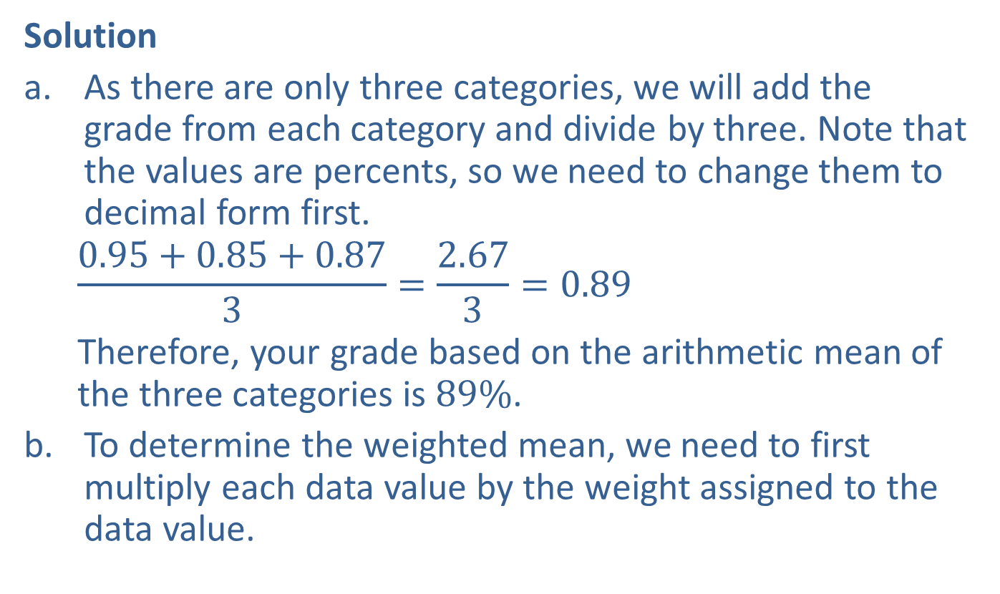 Solution
a. As there are only three categories, we will add the
grade from each category and divide by three. Note that
the values are percents, so we need to change them to
decimal form first.
0.95 + 0.85 + 0.87 / 3 = 2.67 / 3 = 0.89
Therefore, your grade based on the arithmetic mean of
the three categories is 89%.
b. To determine the weighted mean, we need to first
multiply each data value by the weight assigned to the
data value.